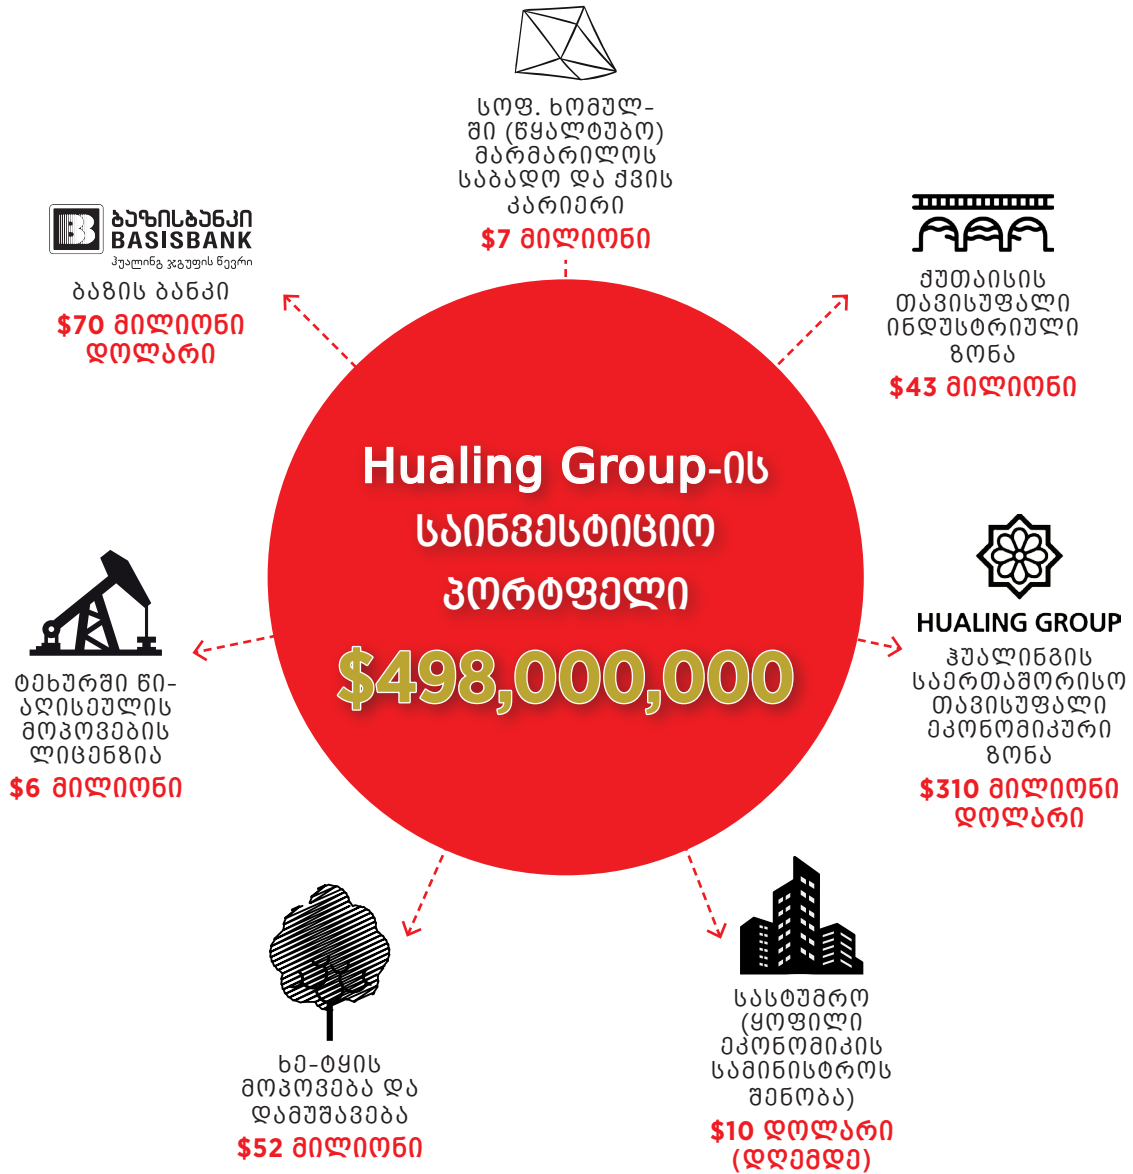 სოფ. ხომულ-
ში (წყალტუბო)
მარმარილოს
საბადო და ქვის
კარიერი
$7 მილიონი
ბაზისბანკი
BASISBANK
ჰუალინგ ჯგუფის წევრი
ბაზის ბანკი
$70 მილიონი
დოლარი
ქუთაისის
თავისუფალი
ინდუსტრიული
ზონა
$43 მილიონი
Hualing Group-ის
საინვესტიციო
პორტფელი
$498,000,000
HUALING GROUP
ჰუალინგის
საერთაშორისო
თავისუფალი
ეკონომიკური
ზონა
$310 მილიონი
დოლარი
ტეხურში წი-
აღისეულის
მოპოვების
ლიცენზია
$6 მილიონი
ხე-ტყის
მოპოვება და
დამუშავება
$52 მილიონი
სასტუმრო
(ყოფილი
ეკონომიკის
სამინისტროს
შენობა)
$10 დოლარი
(დღემდე)